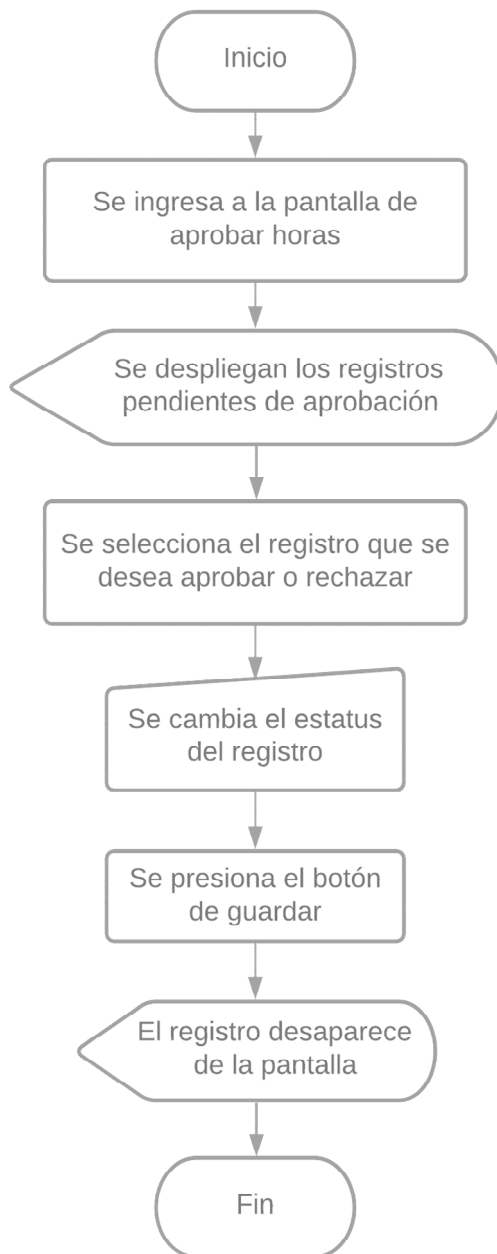 Inicio
Se ingresa a la pantalla de
aprobar horas
Se despliegan los registros
pendientes de aprobación
Se selecciona el registro que se
desea aprobar o rechazar
Se cambia el estatus
del registro
Se presiona el botón
de guardar
El registro desaparece
de la pantalla
Fin